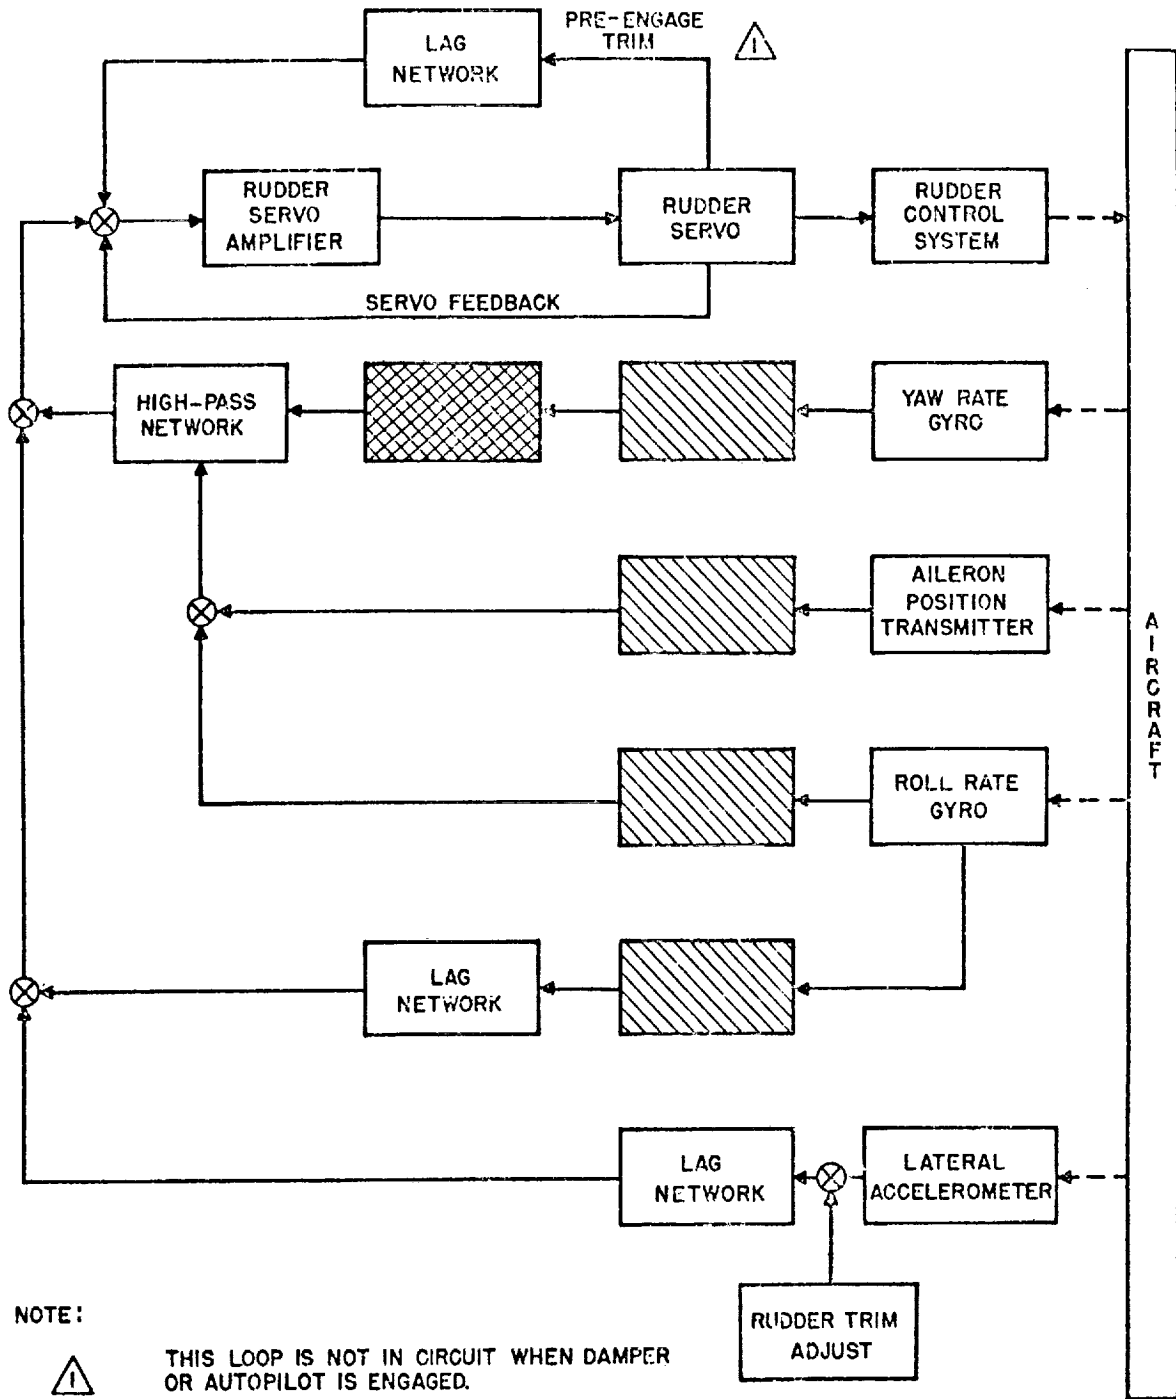 PRE-ENGAGE
TRIM
1
LAG
NETWORK
RUDDER
SERVO
AMPLIFIER
RUDDER
SERVO
RUDDER
CONTROL
SYSTEM
SERVO FEEDBACK
HIGH-PASS
NETWORK
YAW RATE
GYRO
AILERON
POSITION
TRANSMITTER
AIRCRAFT
ROLL RATE
GYRO
LAG
NETWORK
LAG
NETWORK
LATERAL
ACCELEROMETER
RUDDER TRIM
ADJUST
NOTE:
1
THIS LOOP IS NOT IN CIRCUIT WHEN DAMPER
OR AUTOPILOT IS ENGAGED.